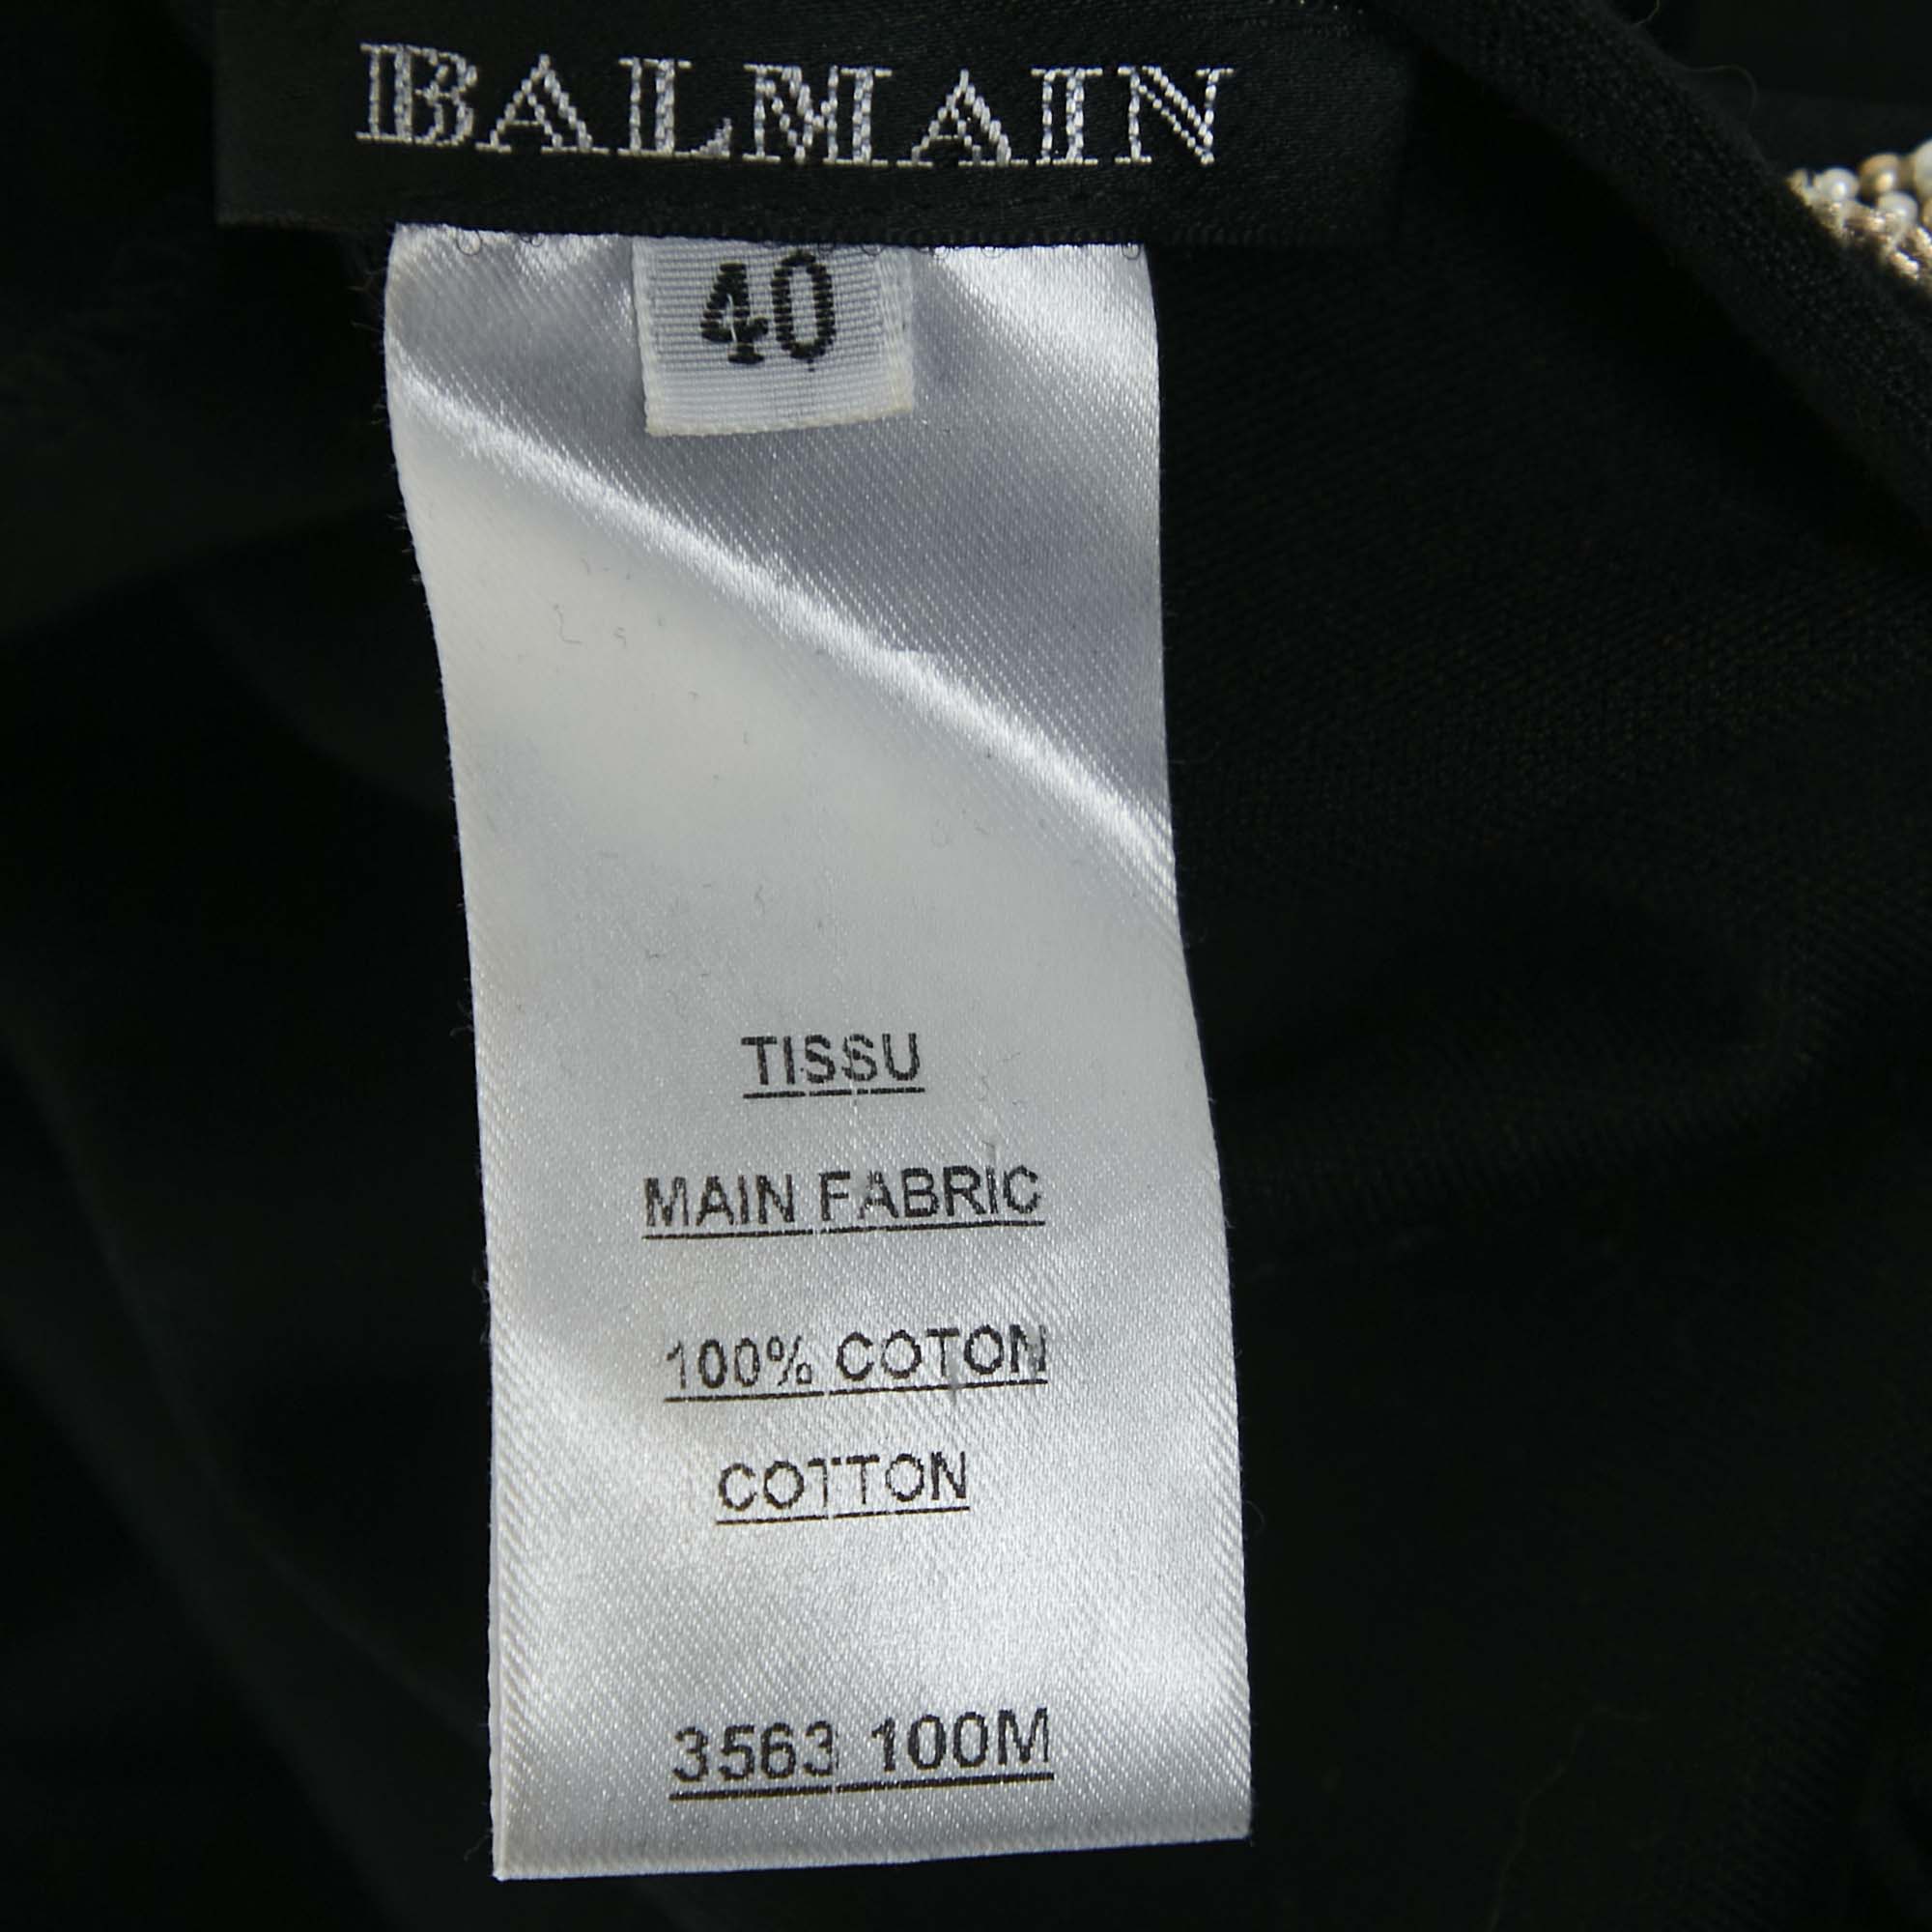 BALMAIN
40
TISSU
MAIN FABRIC
100% COTON
COTTON
3563 100M